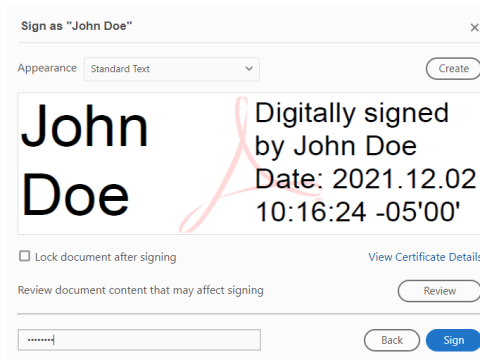 Sign as "John Doe"
×
Appearance Standard Text Create
John
Doe
Digitally signed
by John Doe
Date: 2021.12.02
10:16:24 -05'00'
Lock document after signing View Certificate Details
Review document content that may affect signing Review
........ Back Sign